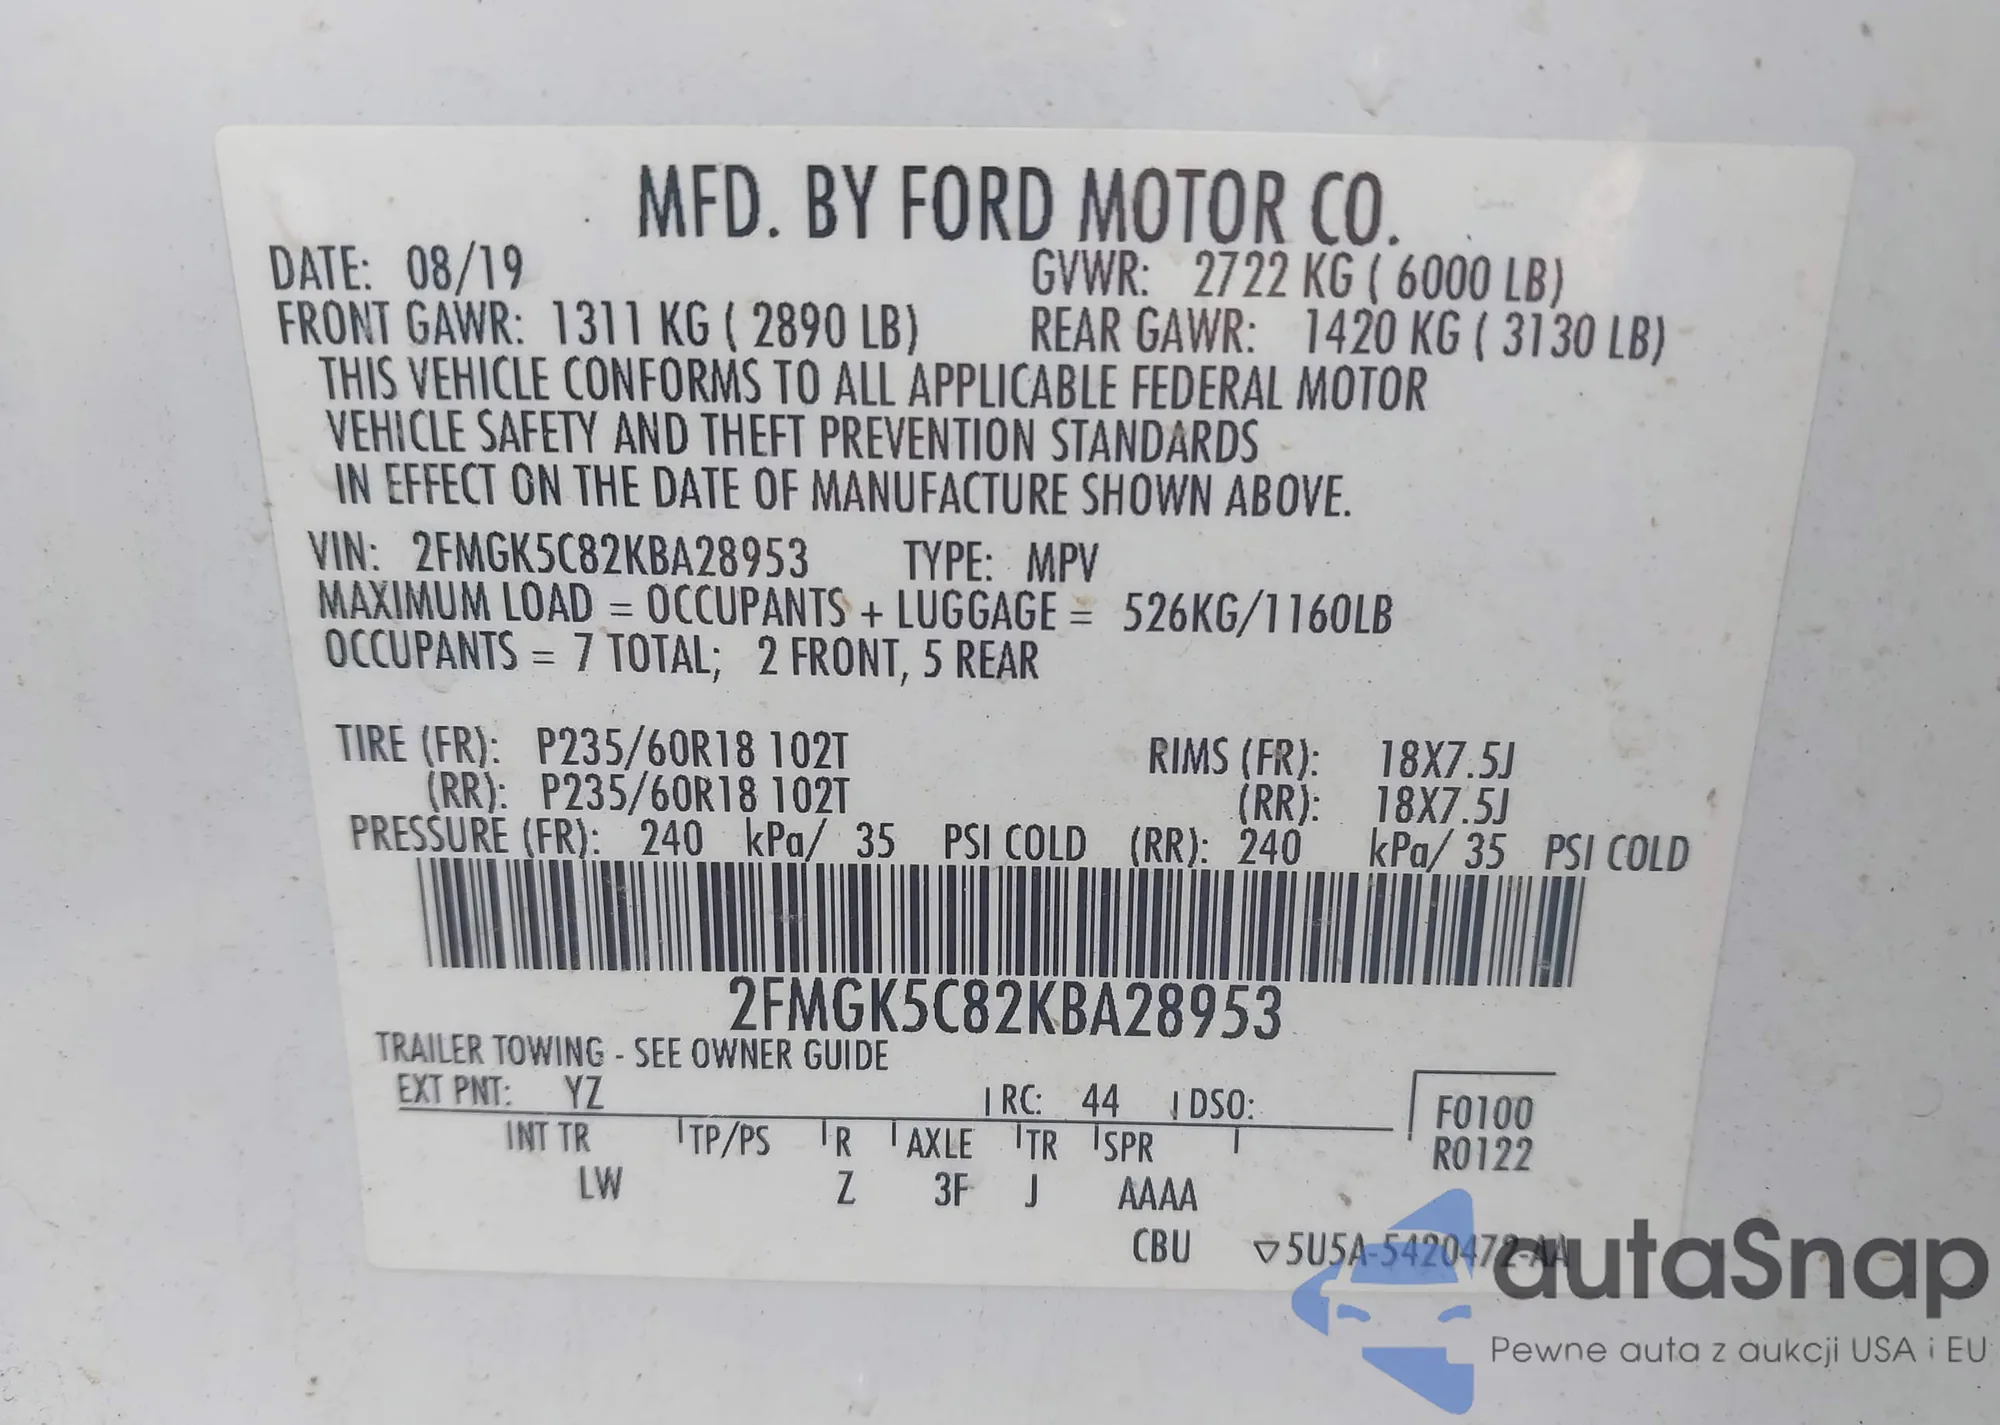 MFD. BY FORD MOTOR CO.
DATE: 08/19 GVWR: 2722 KG ( 6000 LB)
FRONT GAWR: 1311 KG ( 2890 LB) REAR GAWR: 1420 KG ( 3130 LB)
THIS VEHICLE CONFORMS TO ALL APPLICABLE FEDERAL MOTOR
VEHICLE SAFETY AND THEFT PREVENTION STANDARDS
IN EFFECT ON THE DATE OF MANUFACTURE SHOWN ABOVE.
VIN: 2FMGK5C82KBA28953 TYPE: MPV
MAXIMUM LOAD = OCCUPANTS + LUGGAGE = 526KG/1160LB
OCCUPANTS = 7 TOTAL; 2 FRONT, 5 REAR
TIRE (FR): P235/60R18 102T RIMS (FR): 18X7.5J
(RR): P235/60R18 102T (RR): 18X7.5J
PRESSURE (FR): 240 kPa/ 35 PSI COLD (RR): 240 kPa/ 35 PSI COLD
2FMGK5C82KBA28953
TRAILER TOWING - SEE OWNER GUIDE
EXT PNT: YZ RC: 44 DSO: F0100
INT TR TP/PS R AXLE TR SPR R0122
LW Z 3F J AAAA
CBU ▽5U5A-5420472-AA
autaSnap
Pewne auta z aukcji USA i EU